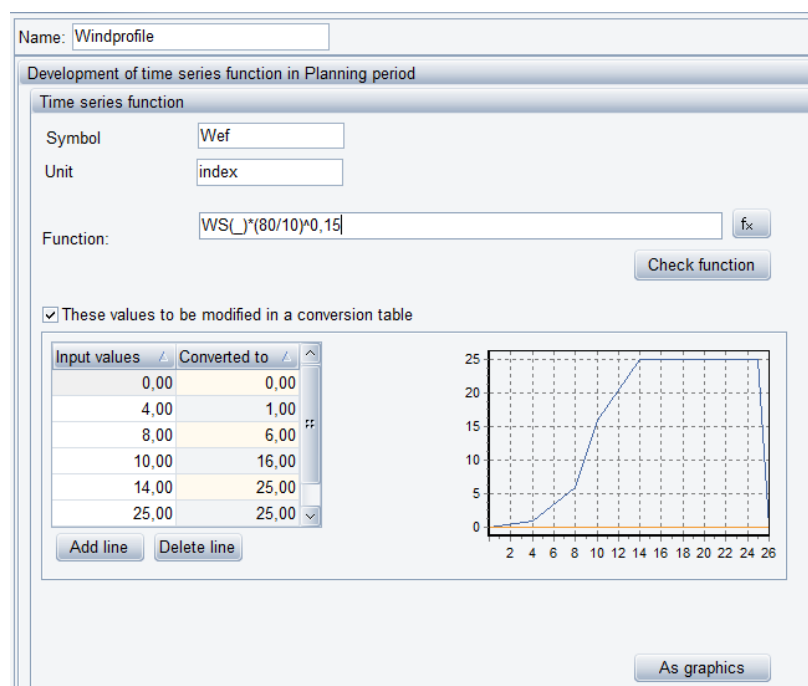 Name: Windprofile
Development of time series function in Planning period
Time series function
Symbol Wef
Unit index
Function: WS(_)*(80/10)^0,15 fx
Check function
These values to be modified in a conversion table
Input values Converted to
0,00 0,00
4,00 1,00
8,00 6,00
10,00 16,00
14,00 25,00
25,00 25,00
Add line Delete line
25
20
15
10
5
0
2 4 6 8 10 12 14 16 18 20 22 24 26
As graphics